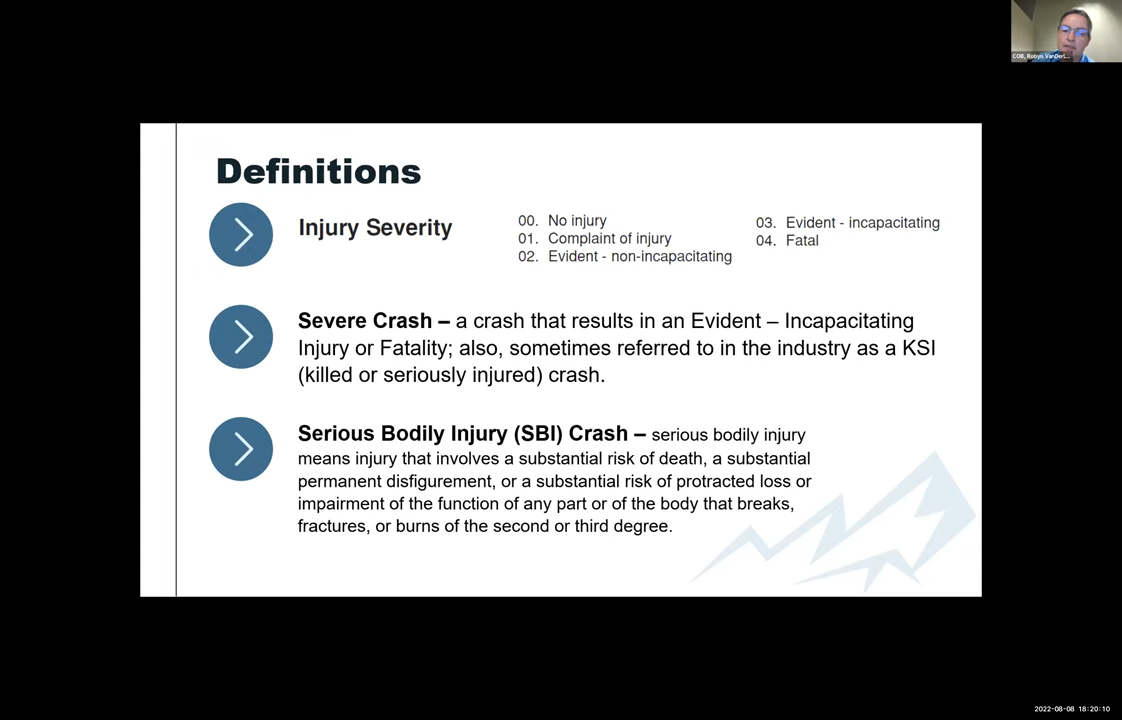 COB, Robyn VanDerL...
Definitions
Injury Severity
00. No injury
01. Complaint of injury
02. Evident - non-incapacitating
03. Evident - incapacitating
04. Fatal
Severe Crash – a crash that results in an Evident – Incapacitating
Injury or Fatality; also, sometimes referred to in the industry as a KSI
(killed or seriously injured) crash.
Serious Bodily Injury (SBI) Crash – serious bodily injury
means injury that involves a substantial risk of death, a substantial
permanent disfigurement, or a substantial risk of protracted loss or
impairment of the function of any part or of the body that breaks,
fractures, or burns of the second or third degree.
2022-08-08 18:20:10